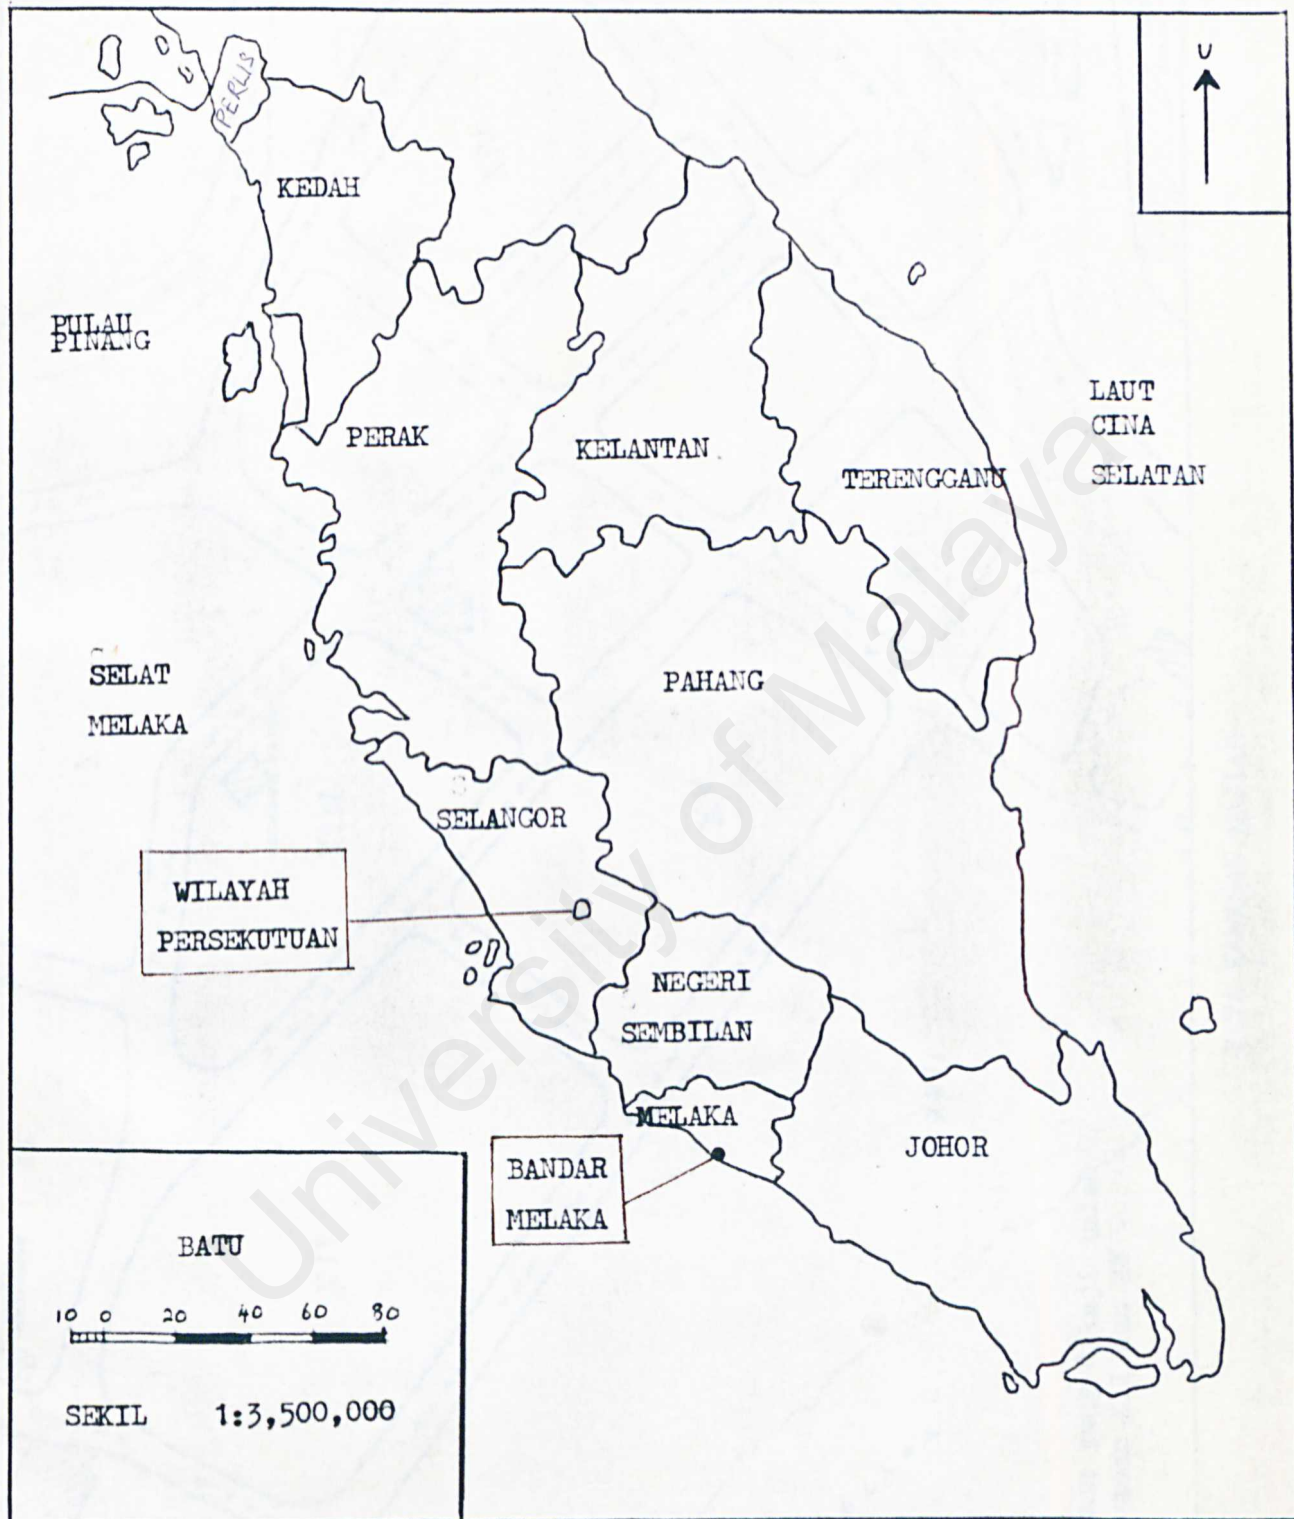 U
PERLIS
KEDAH
PULAU
PINANG
LAUT
CINA
SELATAN
PERAK
KELANTAN
TERENGGANU
SELAT
MELAKA
PAHANG
SELANGOR
WILAYAH
PERSEKUTUAN
NEGERI
SEMBILAN
MELAKA
JOHOR
BANDAR
MELAKA
BATU
10 0 20 40 60 80
SEKIL 1:3,500,000
University of Malaya